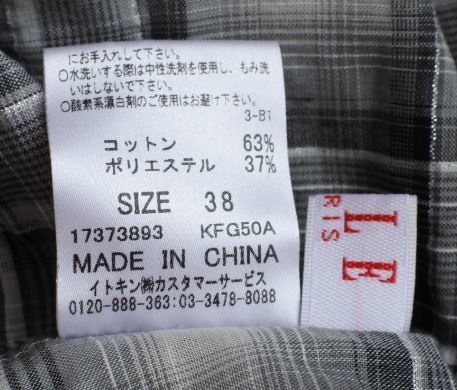 にお手入れして下さい。
○水洗いする際は中性洗剤を使用し、もみ洗
いはしないで下さい。
○酸素系漂白剤のご使用はお避け下さい。
3-81
コットン 63%
ポリエステル 37%
SIZE 38
17373893 KFG50A
MADE IN CHINA
イトキン㈱カスタマーサービス
0120-888-363:03-3478-8088
LE
RIS